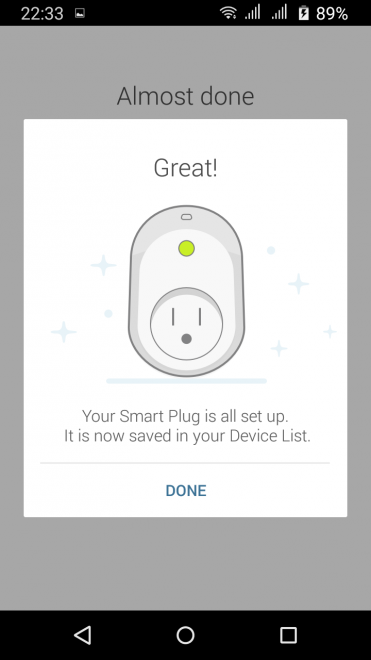 22:33 89%
Almost done
Great!
Your Smart Plug is all set up.
It is now saved in your Device List.
DONE